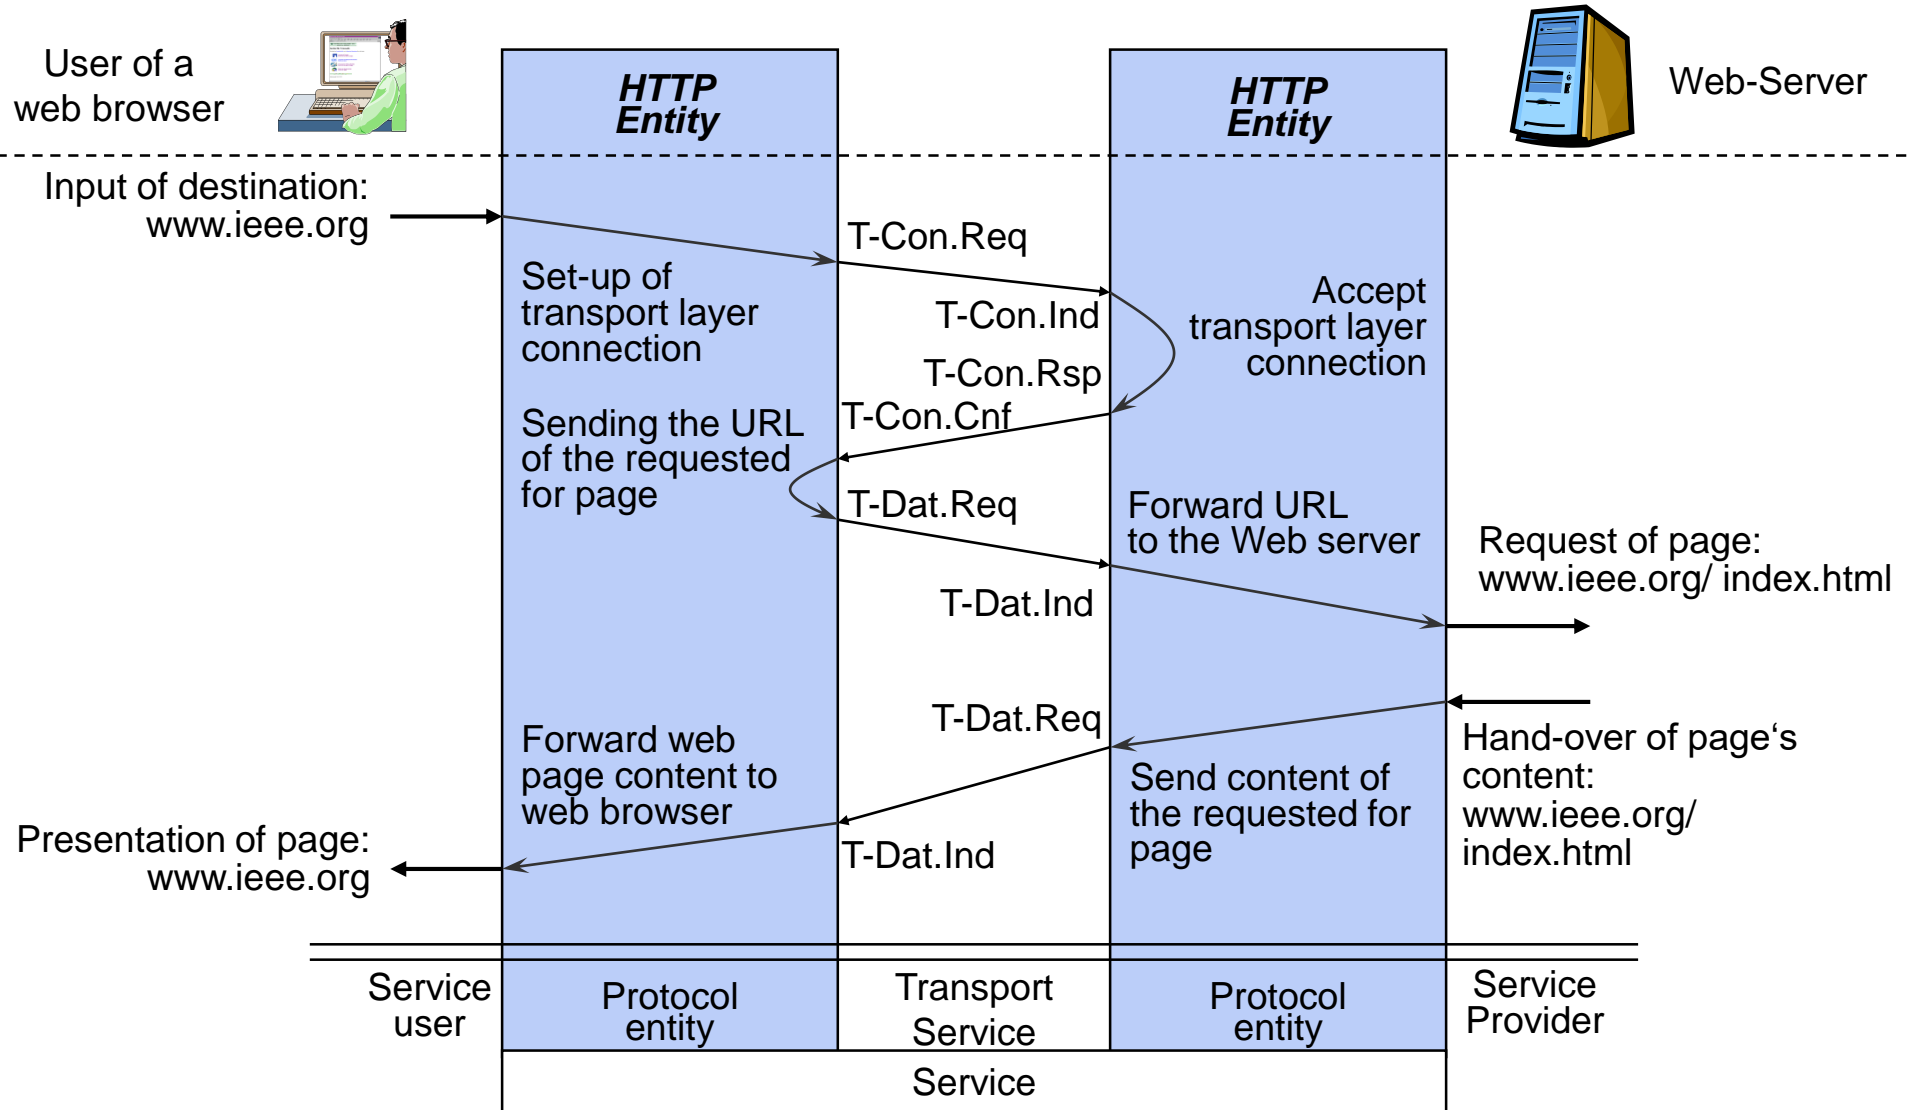 User of a
web browser
HTTP
Entity
HTTP
Entity
Web-Server
Input of destination:
www.ieee.org
T-Con.Req
Set-up of
transport layer
connection
T-Con.Ind
Accept
transport layer
connection
T-Con.Rsp
T-Con.Cnf
Sending the URL
of the requested
for page
T-Dat.Req
Forward URL
to the Web server
Request of page:
www.ieee.org/ index.html
T-Dat.Ind
T-Dat.Req
Hand-over of page‘s
content:
www.ieee.org/
index.html
Forward web
page content to
web browser
Send content of
the requested for
page
Presentation of page:
www.ieee.org
T-Dat.Ind
Service
user
Protocol
entity
Transport
Service
Protocol
entity
Service
Provider
Service